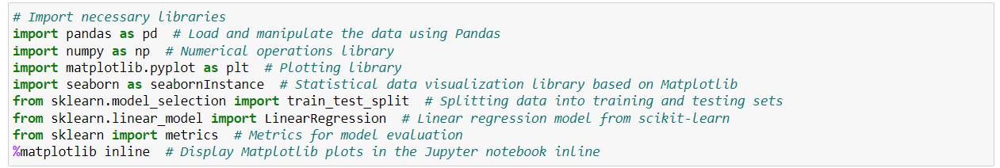 # Import necessary libraries
import pandas as pd  # Load and manipulate the data using Pandas
import numpy as np  # Numerical operations library
import matplotlib.pyplot as plt  # Plotting library
import seaborn as seabornInstance  # Statistical data visualization library based on Matplotlib
from sklearn.model_selection import train_test_split  # Splitting data into training and testing sets
from sklearn.linear_model import LinearRegression  # Linear regression model from scikit-learn
from sklearn import metrics  # Metrics for model evaluation
%matplotlib inline  # Display Matplotlib plots in the Jupyter notebook inline